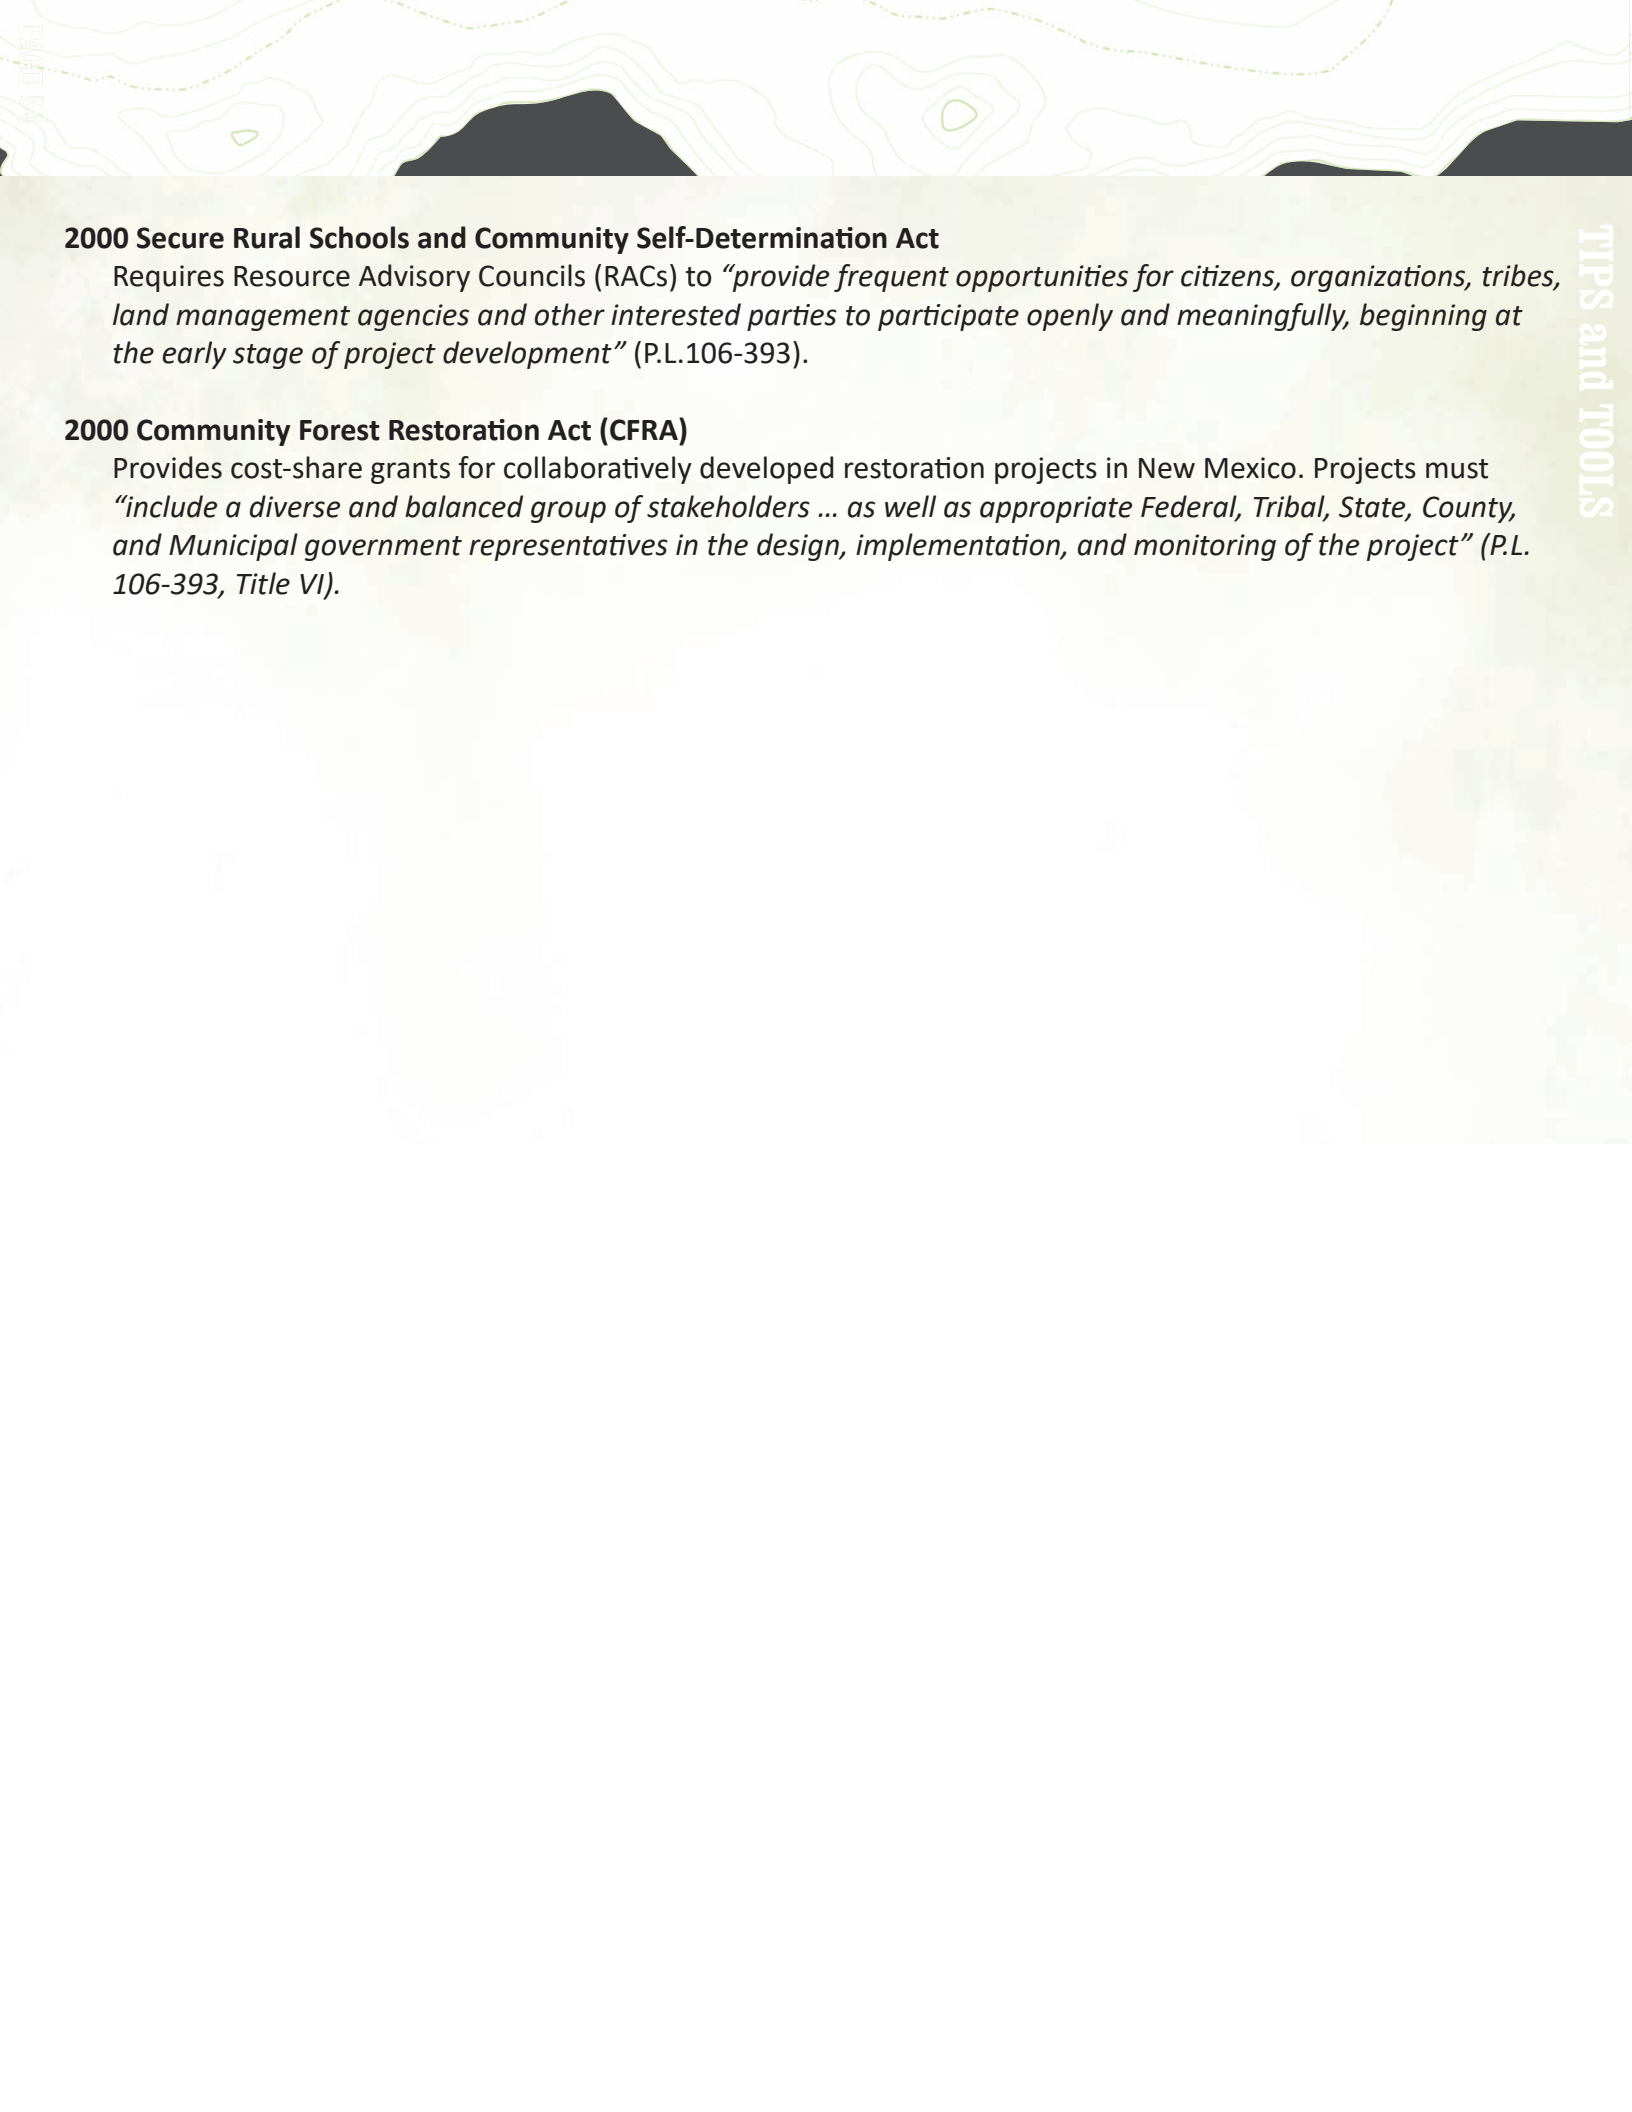 2000 Secure Rural Schools and Community Self-Determination Act
Requires Resource Advisory Councils (RACs) to “provide frequent opportunities for citizens, organizations, tribes,
land management agencies and other interested parties to participate openly and meaningfully, beginning at
the early stage of project development” (P.L.106-393).
2000 Community Forest Restoration Act (CFRA)
Provides cost-share grants for collaboratively developed restoration projects in New Mexico. Projects must
“include a diverse and balanced group of stakeholders ... as well as appropriate Federal, Tribal, State, County,
and Municipal government representatives in the design, implementation, and monitoring of the project” (P.L.
106-393, Title VI).
TIPS and TOOLS
PAGE